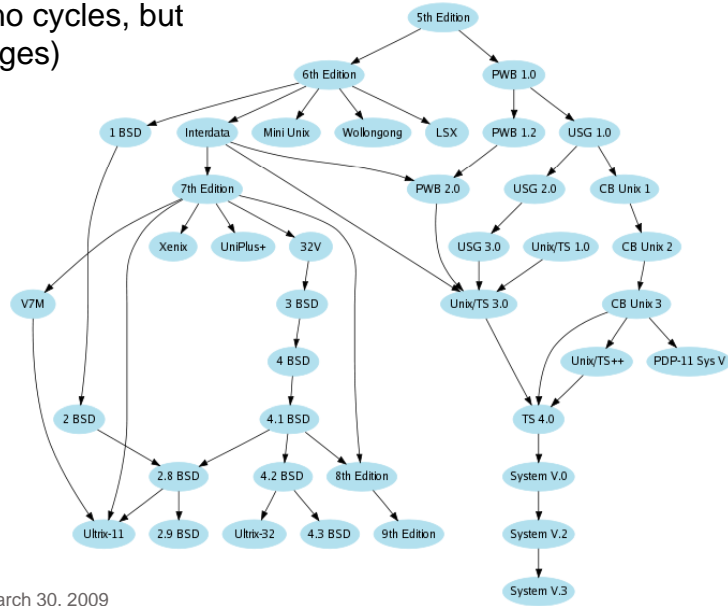 no cycles, but
ges)
5th Edition
6th Edition
PWB 1.0
1 BSD
Interdata
Mini Unix
Wollongong
LSX
PWB 1.2
USG 1.0
7th Edition
PWB 2.0
USG 2.0
CB Unix 1
Xenix
UniPlus+
32V
USG 3.0
Unix/TS 1.0
CB Unix 2
V7M
3 BSD
Unix/TS 3.0
CB Unix 3
4 BSD
Unix/TS++
PDP-11 Sys V
2 BSD
4.1 BSD
TS 4.0
2.8 BSD
4.2 BSD
8th Edition
System V.0
Ultrix-11
2.9 BSD
Ultrix-32
4.3 BSD
9th Edition
System V.2
System V.3
arch 30, 2009